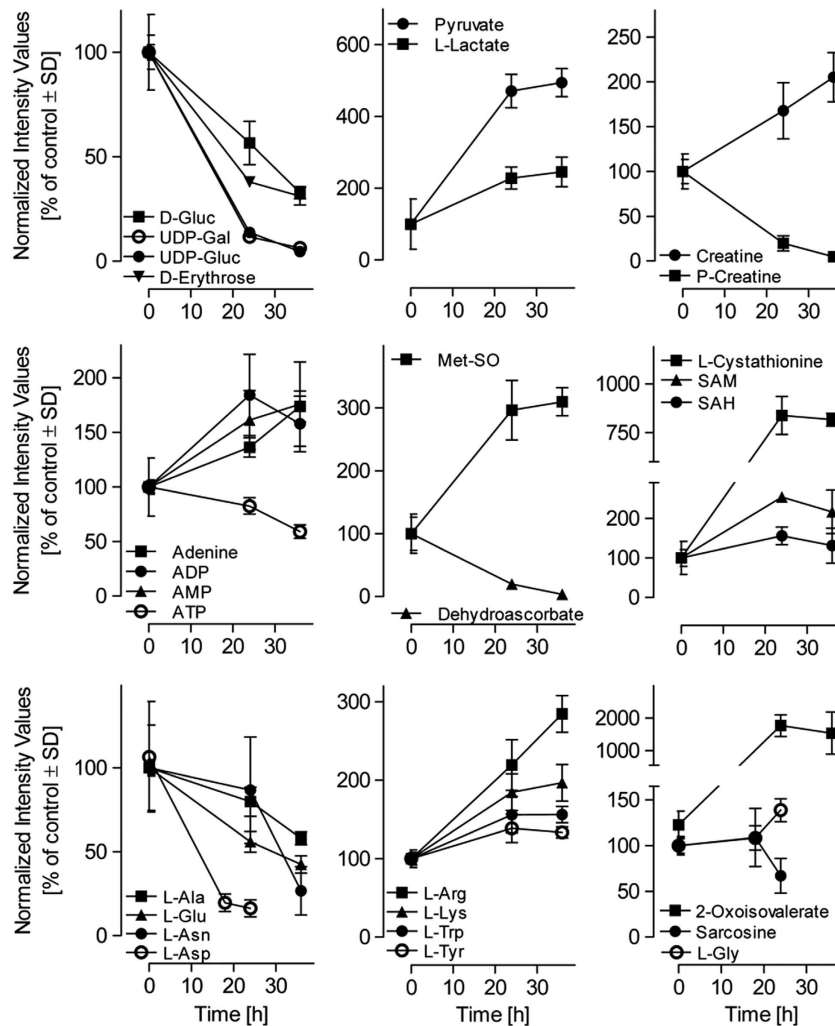 Normalized Intensity Values
[% of control ± SD]
100
50
0
D-Gluc
UDP-Gal
UDP-Gluc
D-Erythrose
0 10 20 30
600
400
200
0
Pyruvate
L-Lactate
0 10 20 30
250
200
150
100
50
0
Creatine
P-Creatine
0 10 20 30
Normalized Intensity Values
[% of control ± SD]
200
150
100
50
0
Adenine
ADP
AMP
ATP
0 10 20 30
300
200
100
0
Met-SO
Dehydroascorbate
0 10 20 30
1000
750
200
100
0
L-Cystathionine
SAM
SAH
0 10 20 30
Normalized Intensity Values
[% of control ± SD]
100
50
0
L-Ala
L-Glu
L-Asn
L-Asp
0 10 20 30
Time [h]
300
200
100
0
L-Arg
L-Lys
L-Trp
L-Tyr
0 10 20 30
Time [h]
2000
1000
150
100
50
0
2-Oxoisovalerate
Sarcosine
L-Gly
0 10 20 30
Time [h]